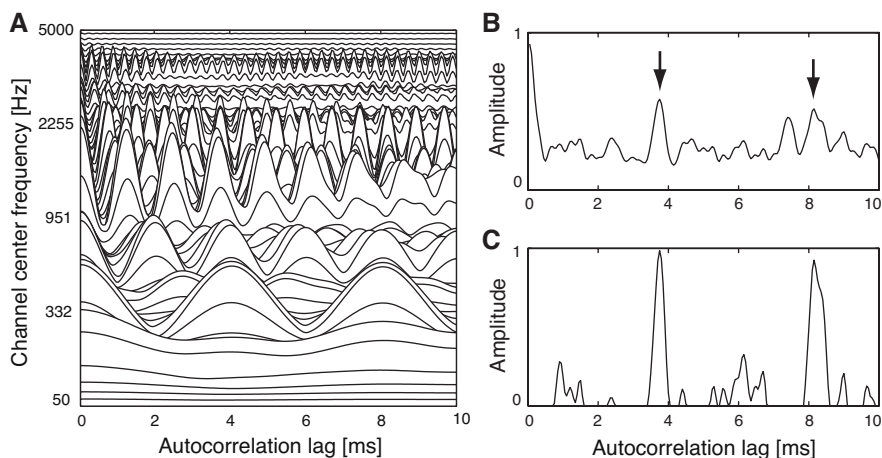 A
5000
2255
951
332
50
Channel center frequency [Hz]
0 2 4 6 8 10
Autocorrelation lag [ms]
B
1
0
Amplitude
0 2 4 6 8 10
C
1
0
Amplitude
0 2 4 6 8 10
Autocorrelation lag [ms]